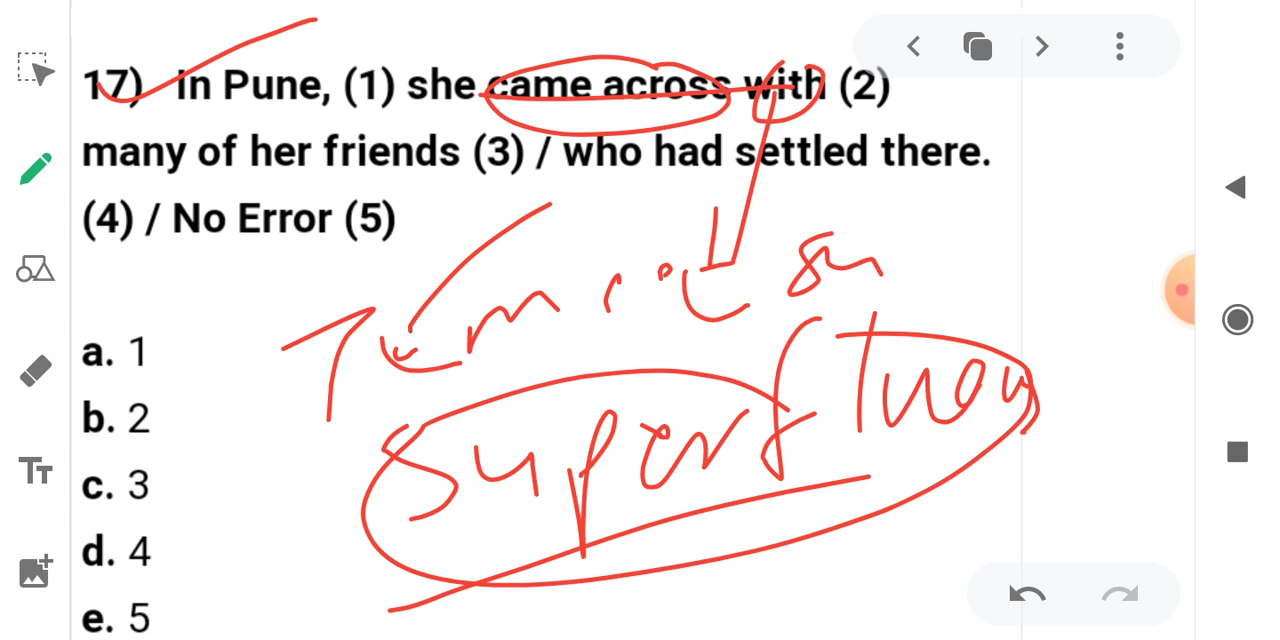 17) In Pune, (1) she came across with (2)
many of her friends (3) / who had settled there.
(4) / No Error (5)
a. 1
b. 2
c. 3
d. 4
e. 5